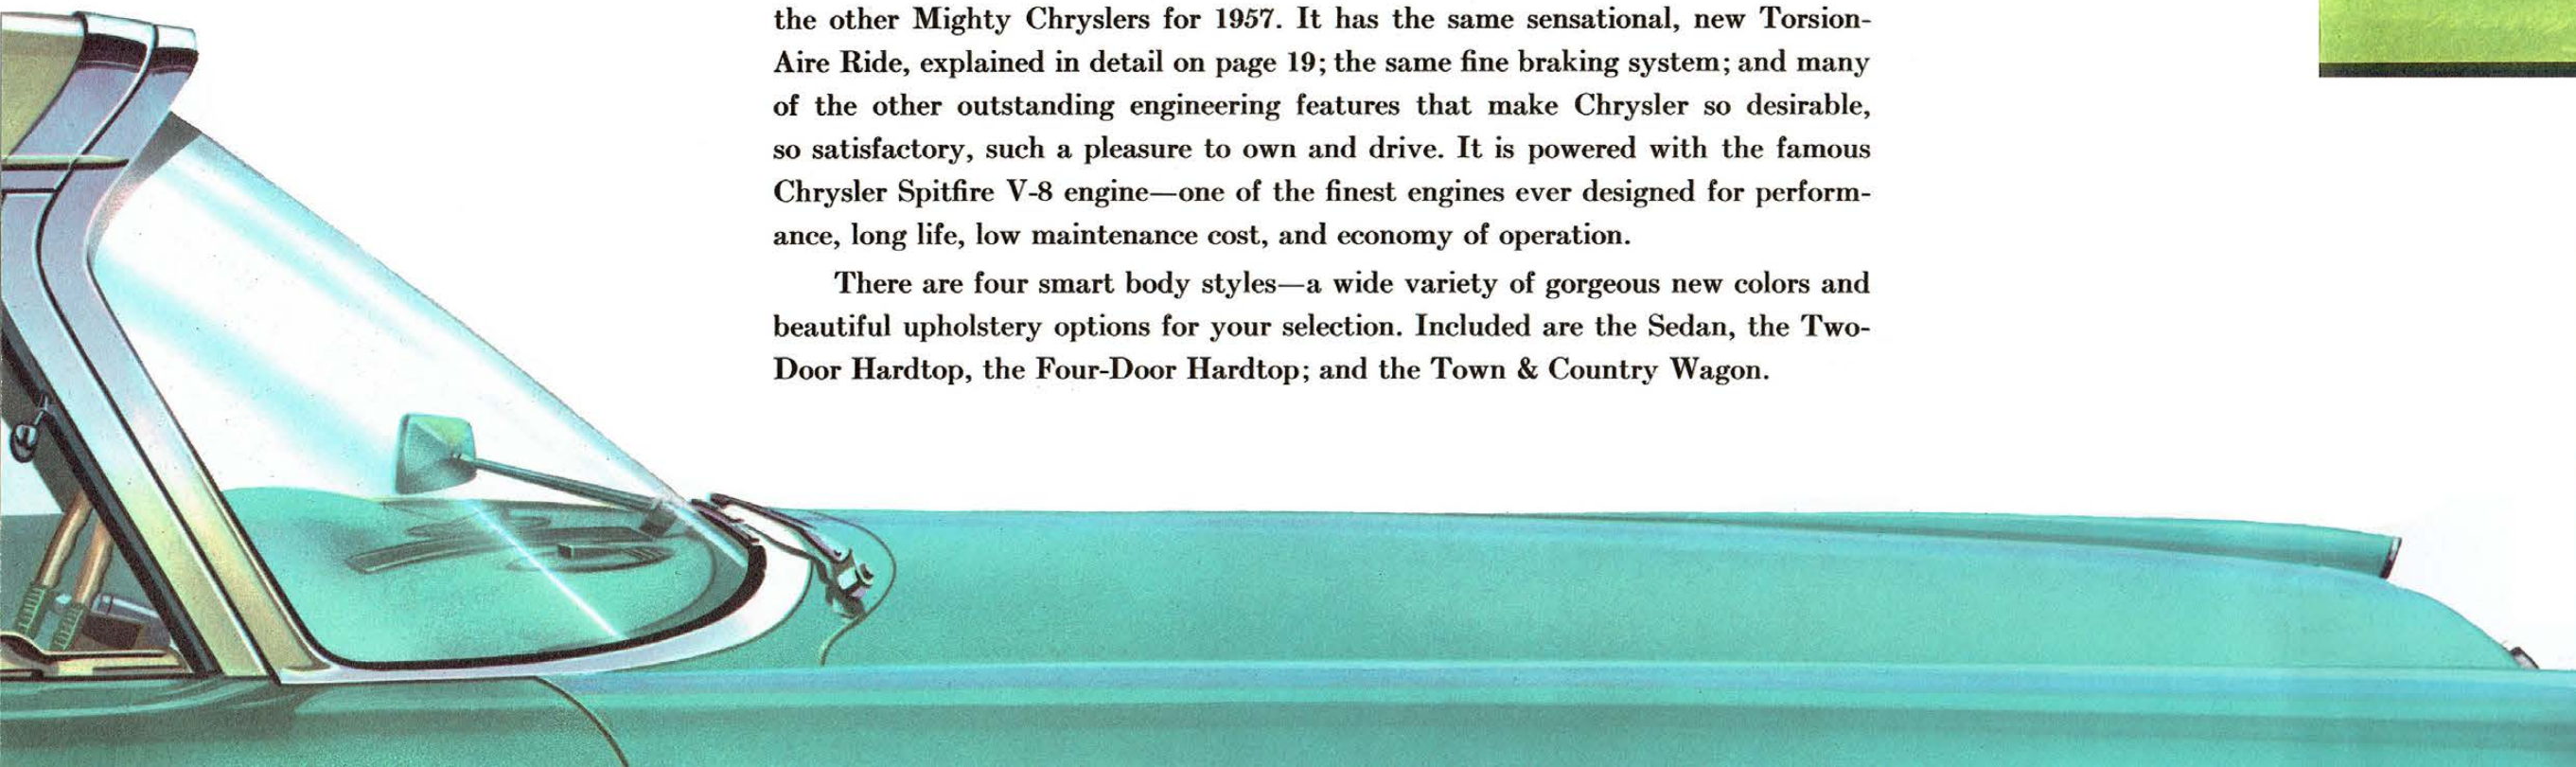 the other Mighty Chryslers for 1957. It has the same sensational, new Torsion-
Aire Ride, explained in detail on page 19; the same fine braking system; and many
of the other outstanding engineering features that make Chrysler so desirable,
so satisfactory, such a pleasure to own and drive. It is powered with the famous
Chrysler Spitfire V-8 engine—one of the finest engines ever designed for perform-
ance, long life, low maintenance cost, and economy of operation.
There are four smart body styles—a wide variety of gorgeous new colors and
beautiful upholstery options for your selection. Included are the Sedan, the Two-
Door Hardtop, the Four-Door Hardtop; and the Town & Country Wagon.